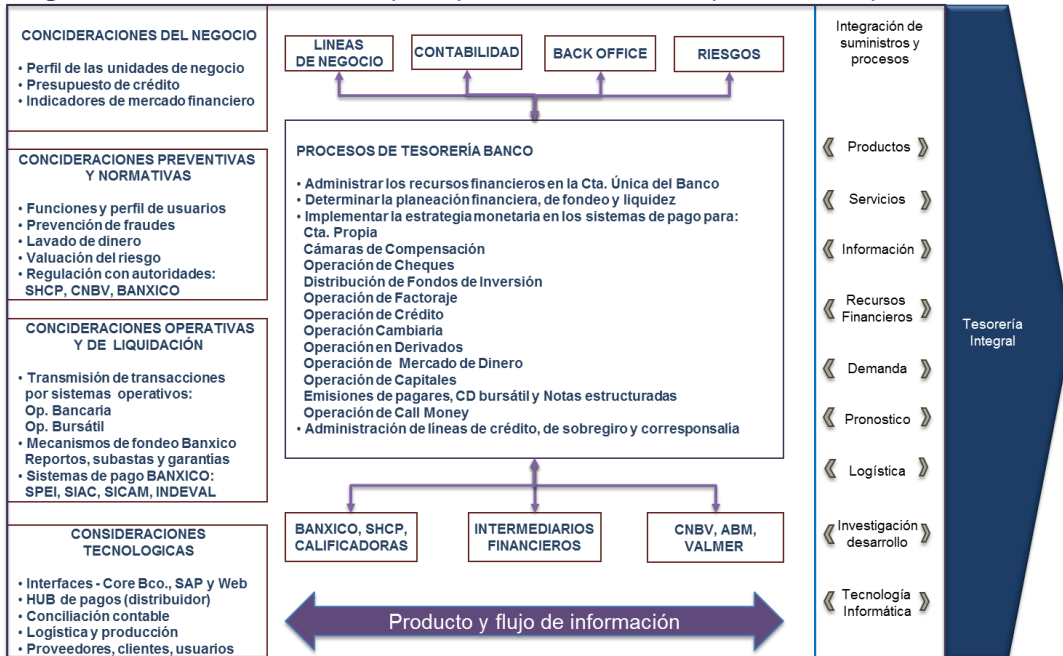 CONCIDERACIONES DEL NEGOCIO
• Perfil de las unidades de negocio
• Presupuesto de crédito
• Indicadores de mercado financiero
CONCIDERACIONES PREVENTIVAS
Y NORMATIVAS
• Funciones y perfil de usuarios
• Prevención de fraudes
• Lavado de dinero
• Valuación del riesgo
• Regulación con autoridades:
SHCP, CNBV, BANXICO
CONCIDERACIONES OPERATIVAS
Y DE LIQUIDACIÓN
• Transmisión de transacciones
por sistemas operativos:
Op. Bancaria
Op. Bursátil
• Mecanismos de fondeo Banxico
Reportos, subastas y garantías
• Sistemas de pago BANXICO:
SPEI, SIAC, SICAM, INDEVAL
CONSIDERACIONES
TECNOLOGICAS
• Interfaces - Core Bco., SAP y Web
• HUB de pagos (distribuidor)
• Conciliación contable
• Logística y producción
• Proveedores, clientes, usuarios
LINEAS
DE NEGOCIO
CONTABILIDAD
BACK OFFICE
RIESGOS
PROCESOS DE TESORERÍA BANCO
• Administrar los recursos financieros en la Cta. Única del Banco
• Determinar la planeación financiera, de fondeo y liquidez
• Implementar la estrategia monetaria en los sistemas de pago para:
Cta. Propia
Cámaras de Compensación
Operación de Cheques
Distribución de Fondos de Inversión
Operación de Factoraje
Operación de Crédito
Operación Cambiaria
Operación en Derivados
Operación de Mercado de Dinero
Operación de Capitales
Emisiones de pagares, CD bursátil y Notas estructuradas
Operación de Call Money
• Administración de líneas de crédito, de sobregiro y corresponsalía
BANXICO, SHCP,
CALIFICADORAS
INTERMEDIARIOS
FINANCIEROS
CNBV, ABM,
VALMER
Producto y flujo de información
Integración de
suministros y
procesos
Productos
Servicios
Información
Recursos
Financieros
Demanda
Pronostico
Logística
Investigación
desarrollo
Tecnología
Informática
Tesorería
Integral